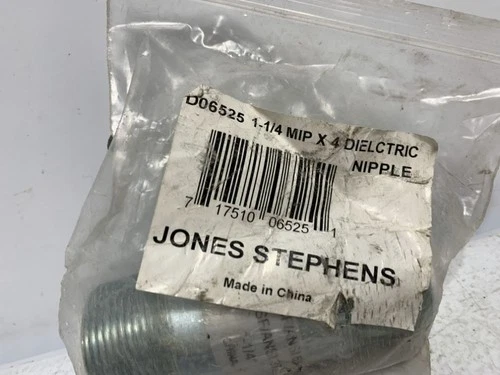 D06525 1-1/4 MIP X 4 DIELCTRIC
NIPPLE
7 17510 06525 1
JONES STEPHENS
Made in China